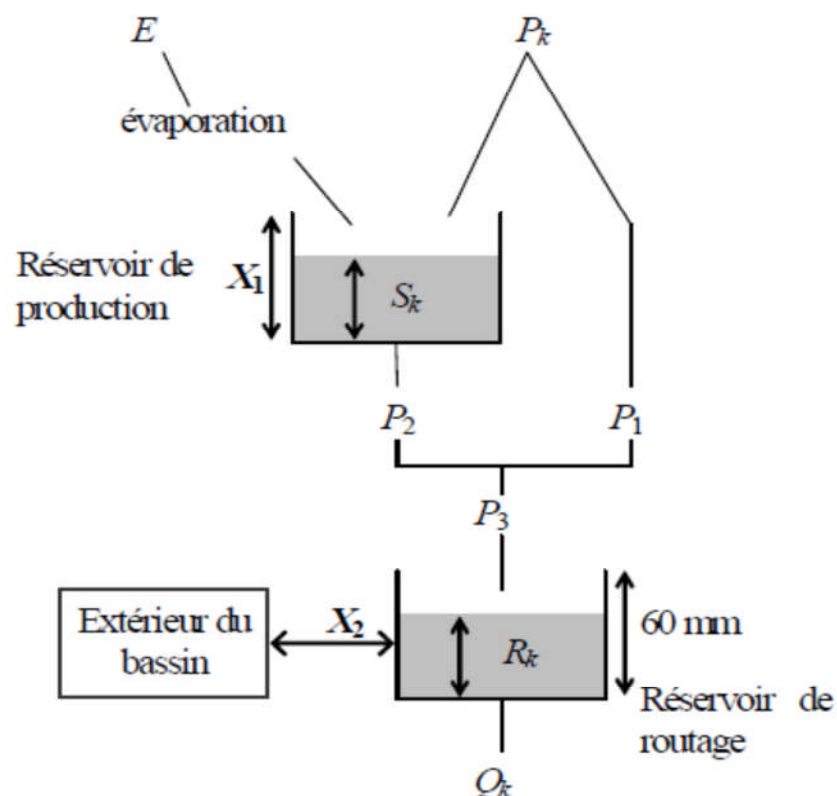 E
P_k
évaporation
Réservoir de
production
X_1
S_k
P_2
P_1
P_3
Extérieur du
bassin
X_2
R_k
60 mm
Réservoir de
routage
Q_k